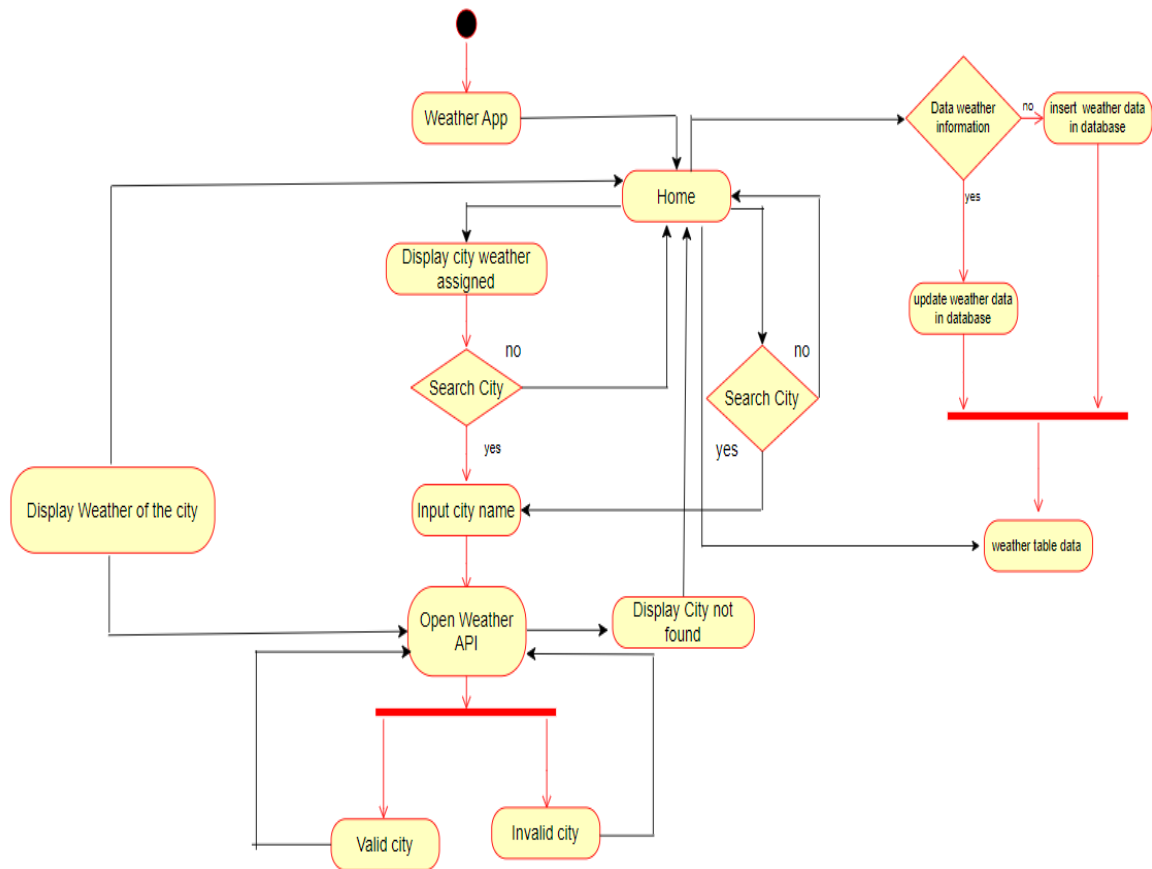 Weather App
Data weather
information
no
insert weather data
in database
Home
yes
Display city weather
assigned
update weather data
in database
no
no
Search City
Search City
yes
yes
Display Weather of the city
Input city name
weather table data
Open Weather
API
Display City not
found
Valid city
Invalid city